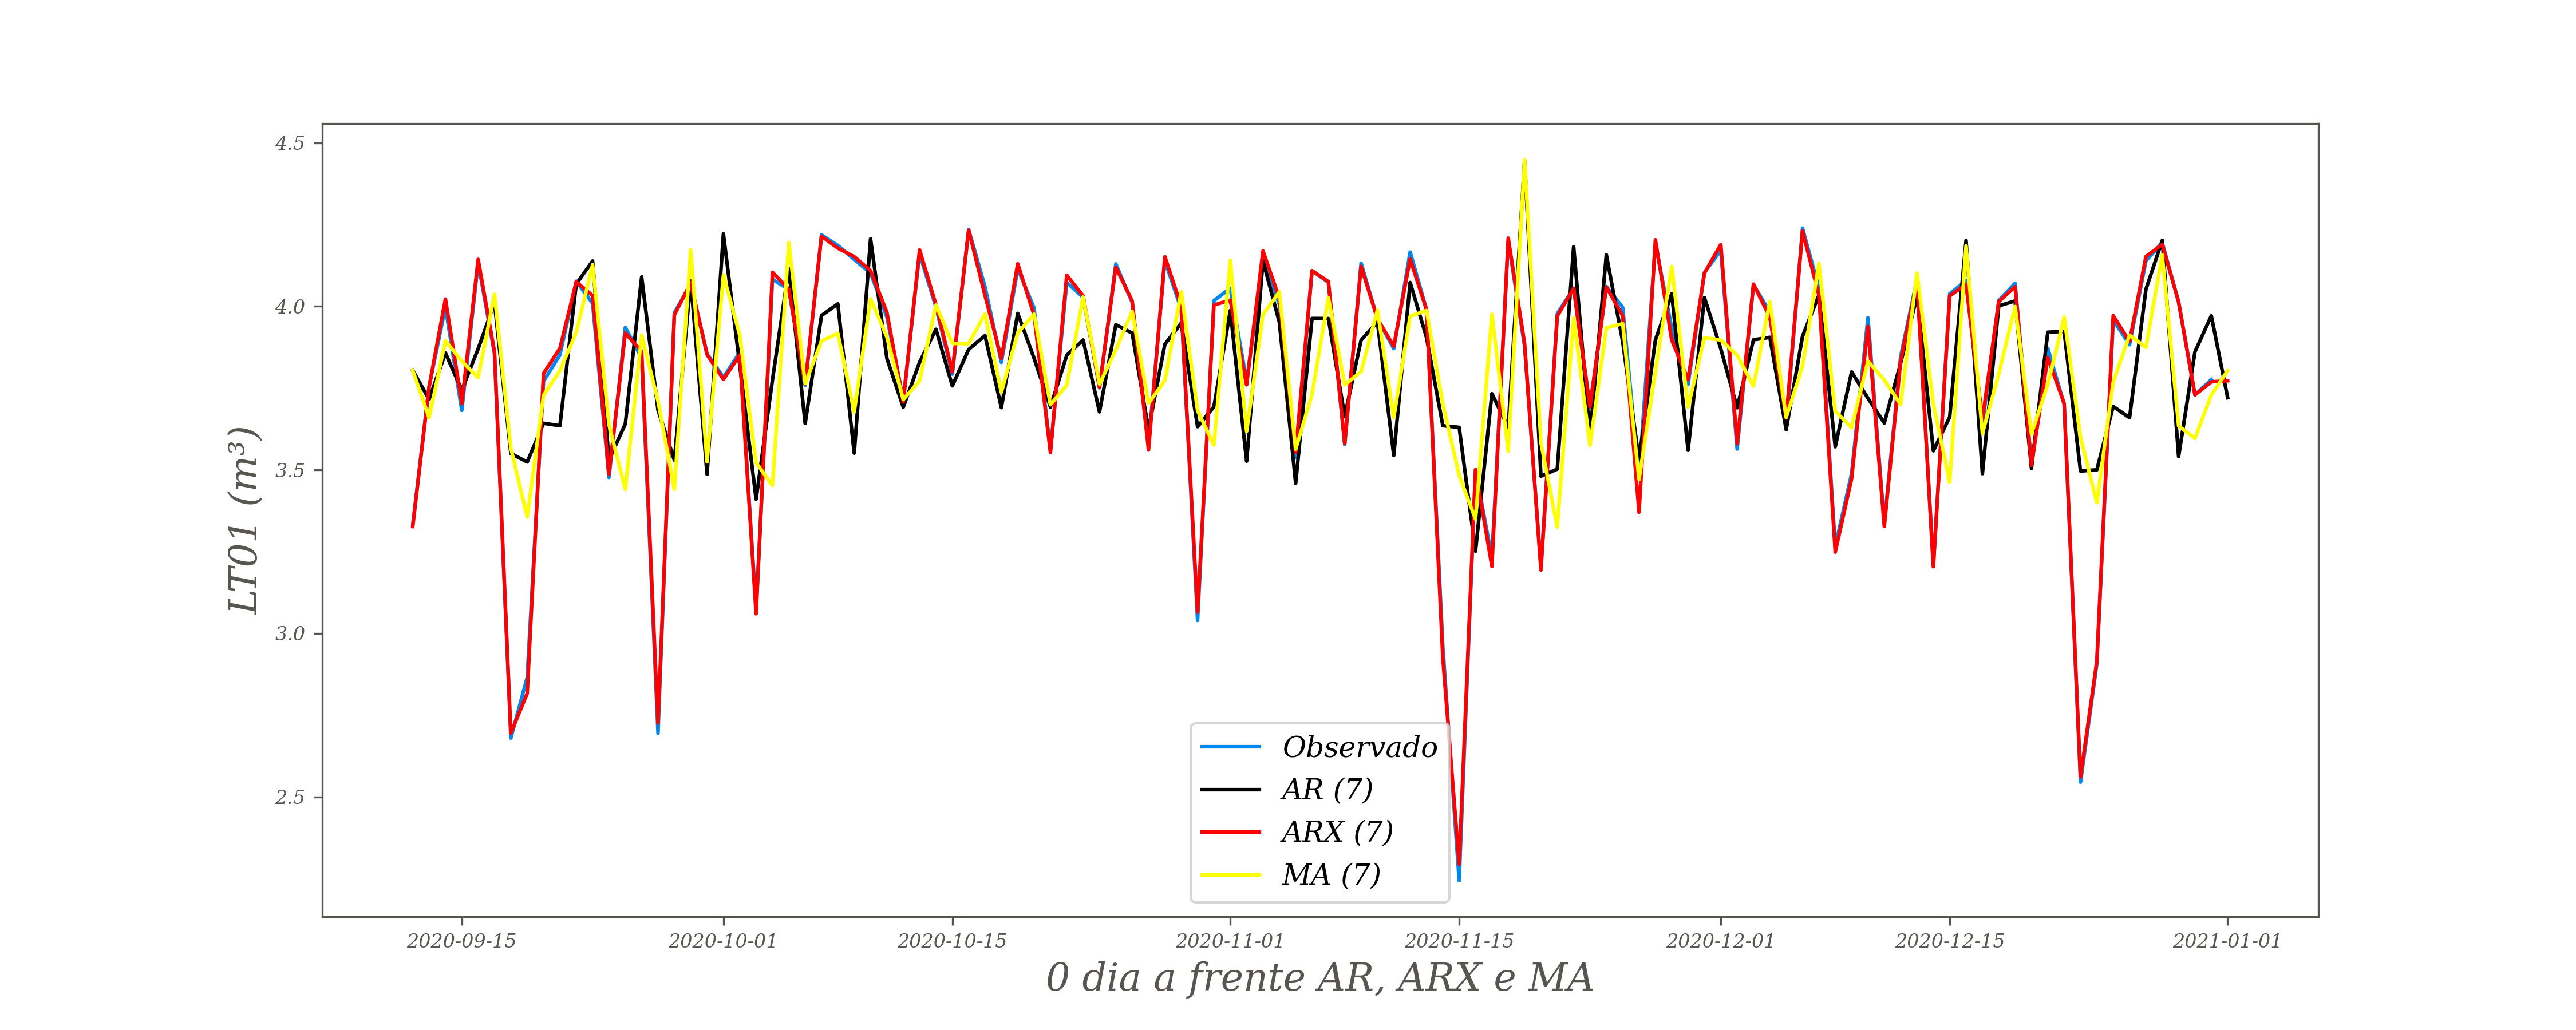 4.5
4.0
3.5
3.0
2.5
LT01 (m³)
Observado
AR (7)
ARX (7)
MA (7)
2020-09-15 2020-10-01 2020-10-15 2020-11-01 2020-11-15 2020-12-01 2020-12-15 2021-01-01
0 dia a frente AR, ARX e MA